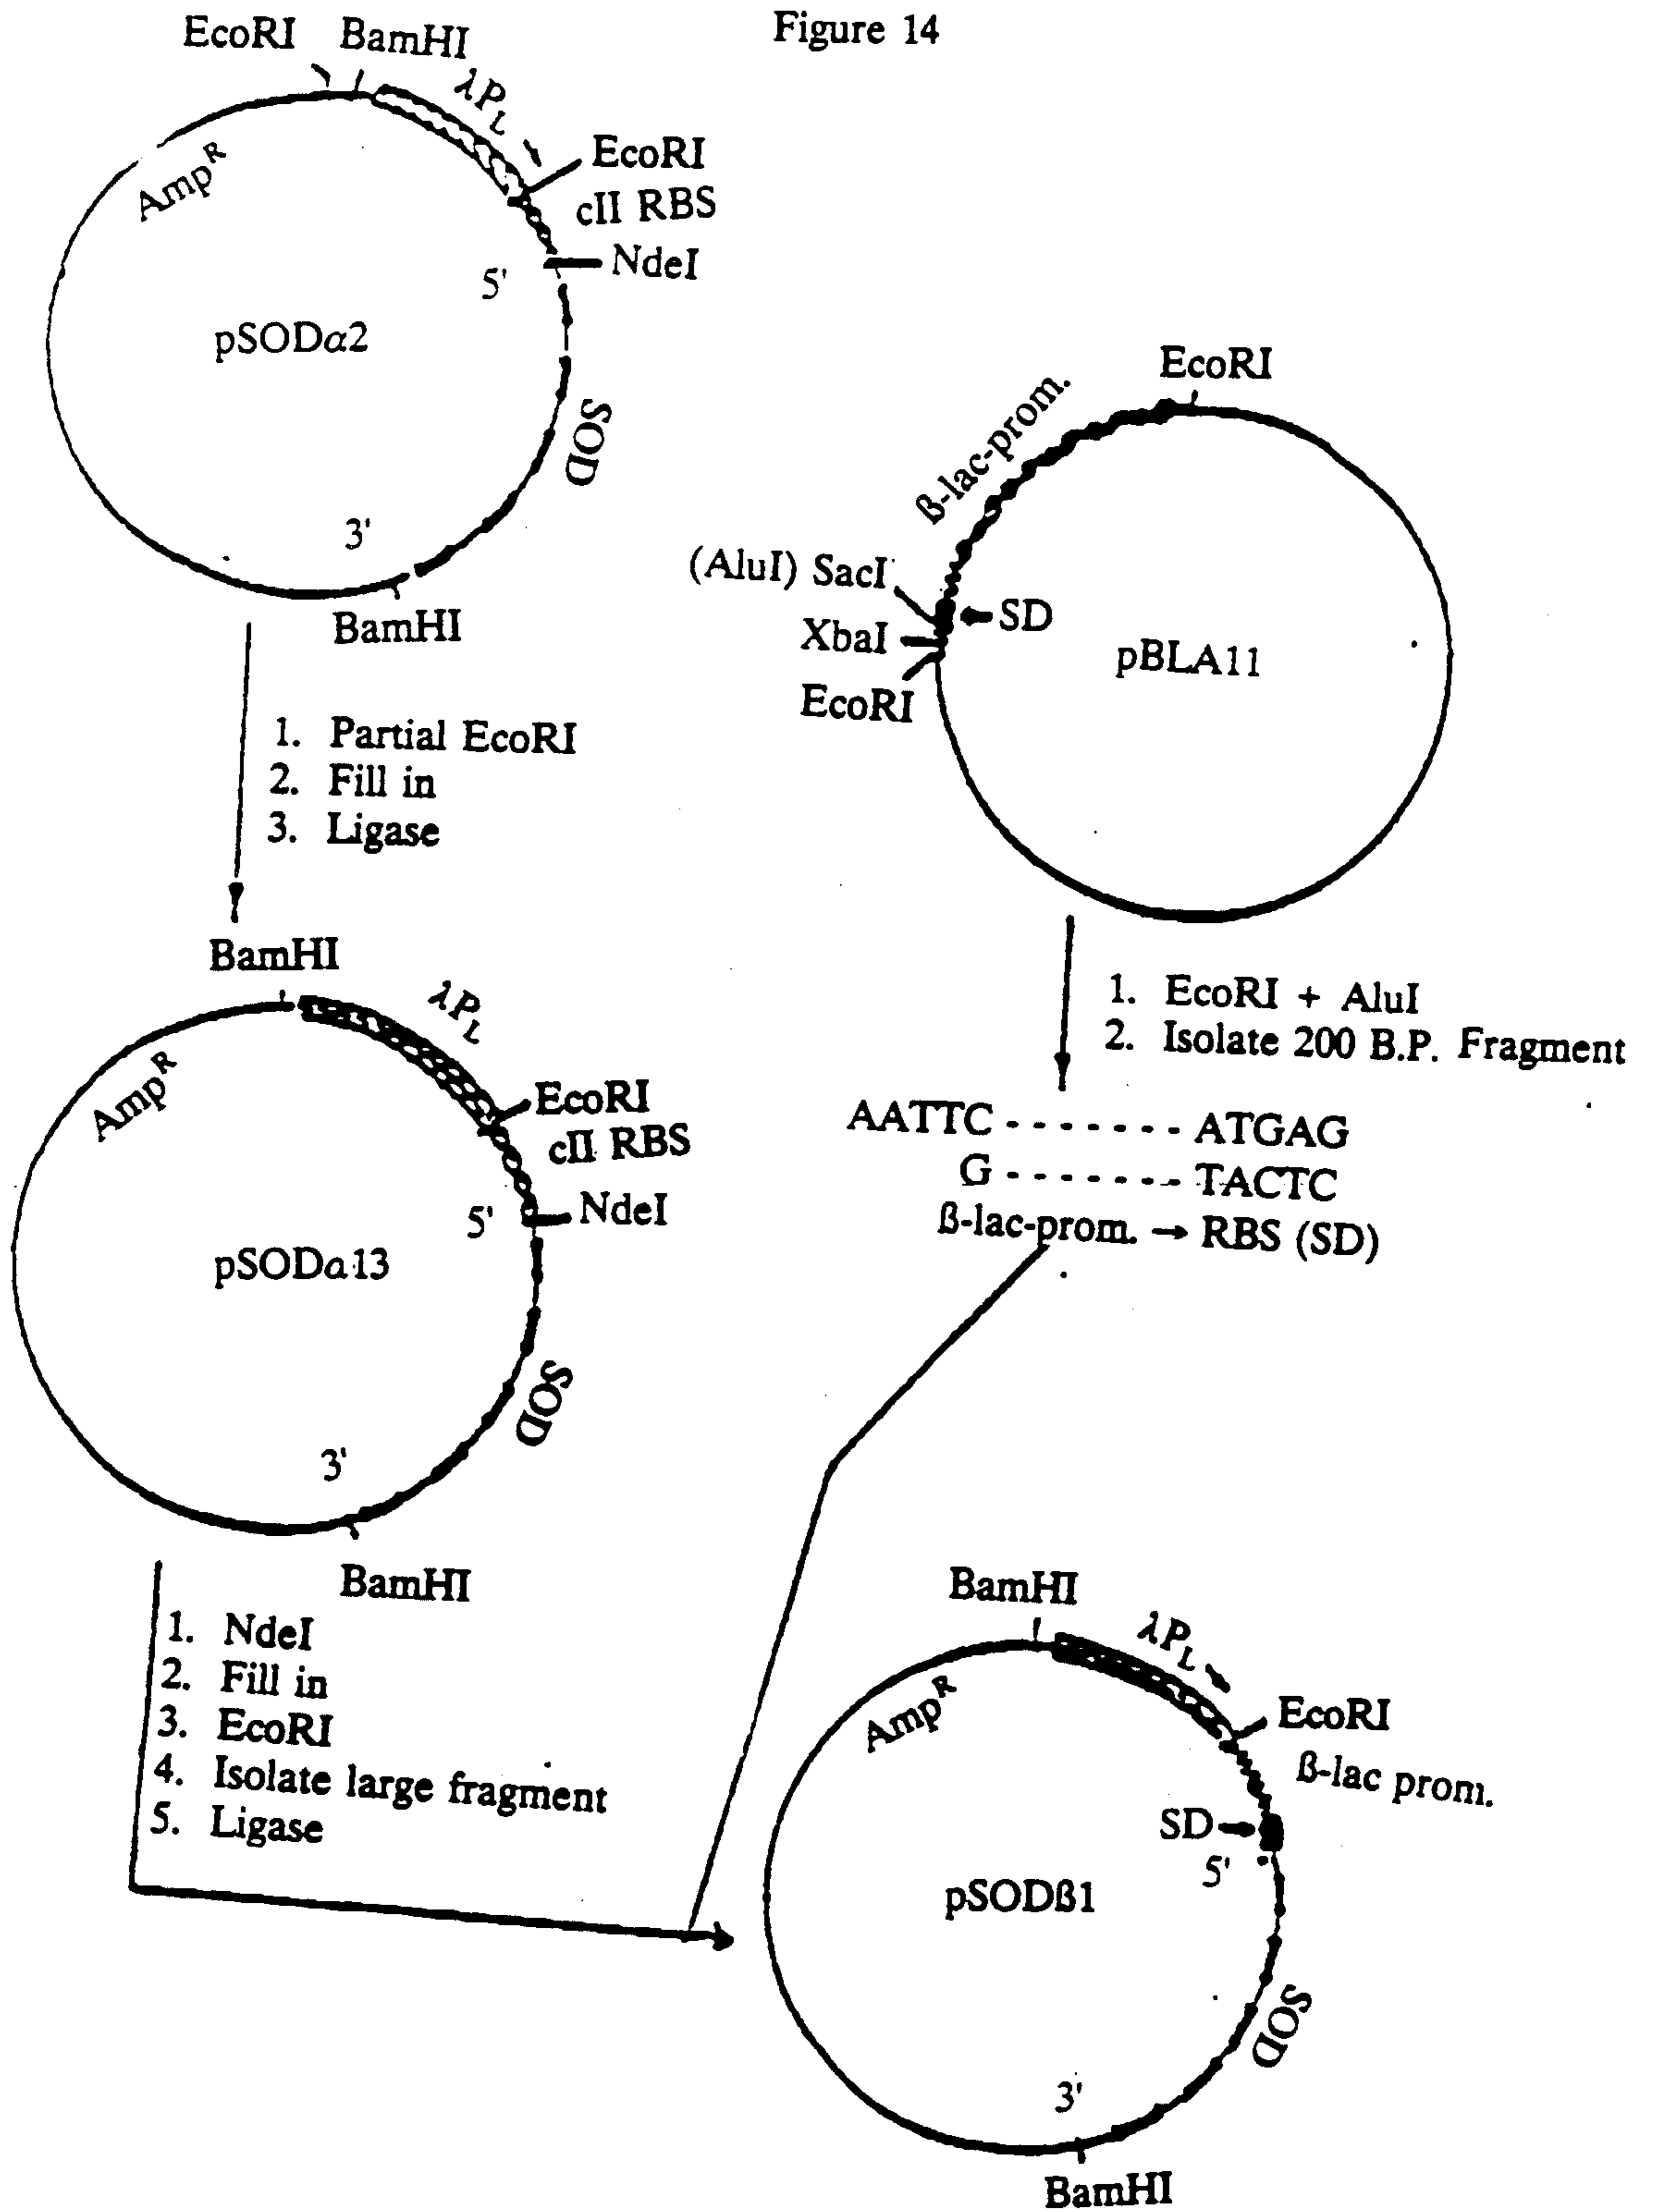 Figure 14
EcoRI BamHI
λPL
EcoRI
cII RBS
NdeI
AmpR
5'
pSODα2
SOD
3'
BamHI
1. Partial EcoRI
2. Fill in
3. Ligase
EcoRI
ß-lac-prom.
(AluI) SacI
SD
XbaI
EcoRI
pBLA11
1. EcoRI + AluI
2. Isolate 200 B.P. Fragment
AATTC ------- ATGAG
G ------- TACTC
ß-lac-prom. → RBS (SD)
BamHI
λPL
AmpR
EcoRI
cII RBS
5'
NdeI
pSODα13
SOD
3'
BamHI
1. NdeI
2. Fill in
3. EcoRI
4. Isolate large fragment
5. Ligase
BamHI
λPL
AmpR
EcoRI
ß-lac prom.
SD
5'
pSODß1
SOD
3'
BamHI